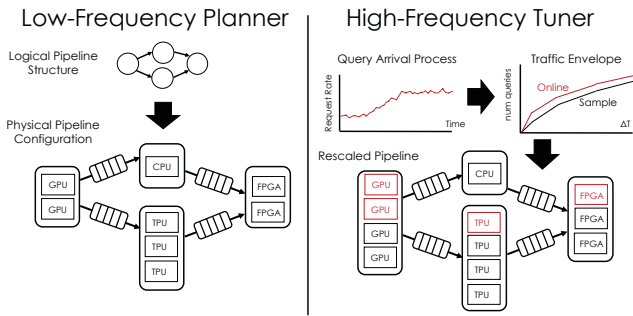 Low-Frequency Planner
Logical Pipeline
Structure
Physical Pipeline
Configuration
GPU
GPU
CPU
TPU
TPU
TPU
FPGA
FPGA
High-Frequency Tuner
Query Arrival Process
Request Rate
Time
Traffic Envelope
num queries
Online
Sample
ΔT
Rescaled Pipeline
GPU
GPU
GPU
GPU
CPU
TPU
TPU
TPU
TPU
FPGA
FPGA
FPGA